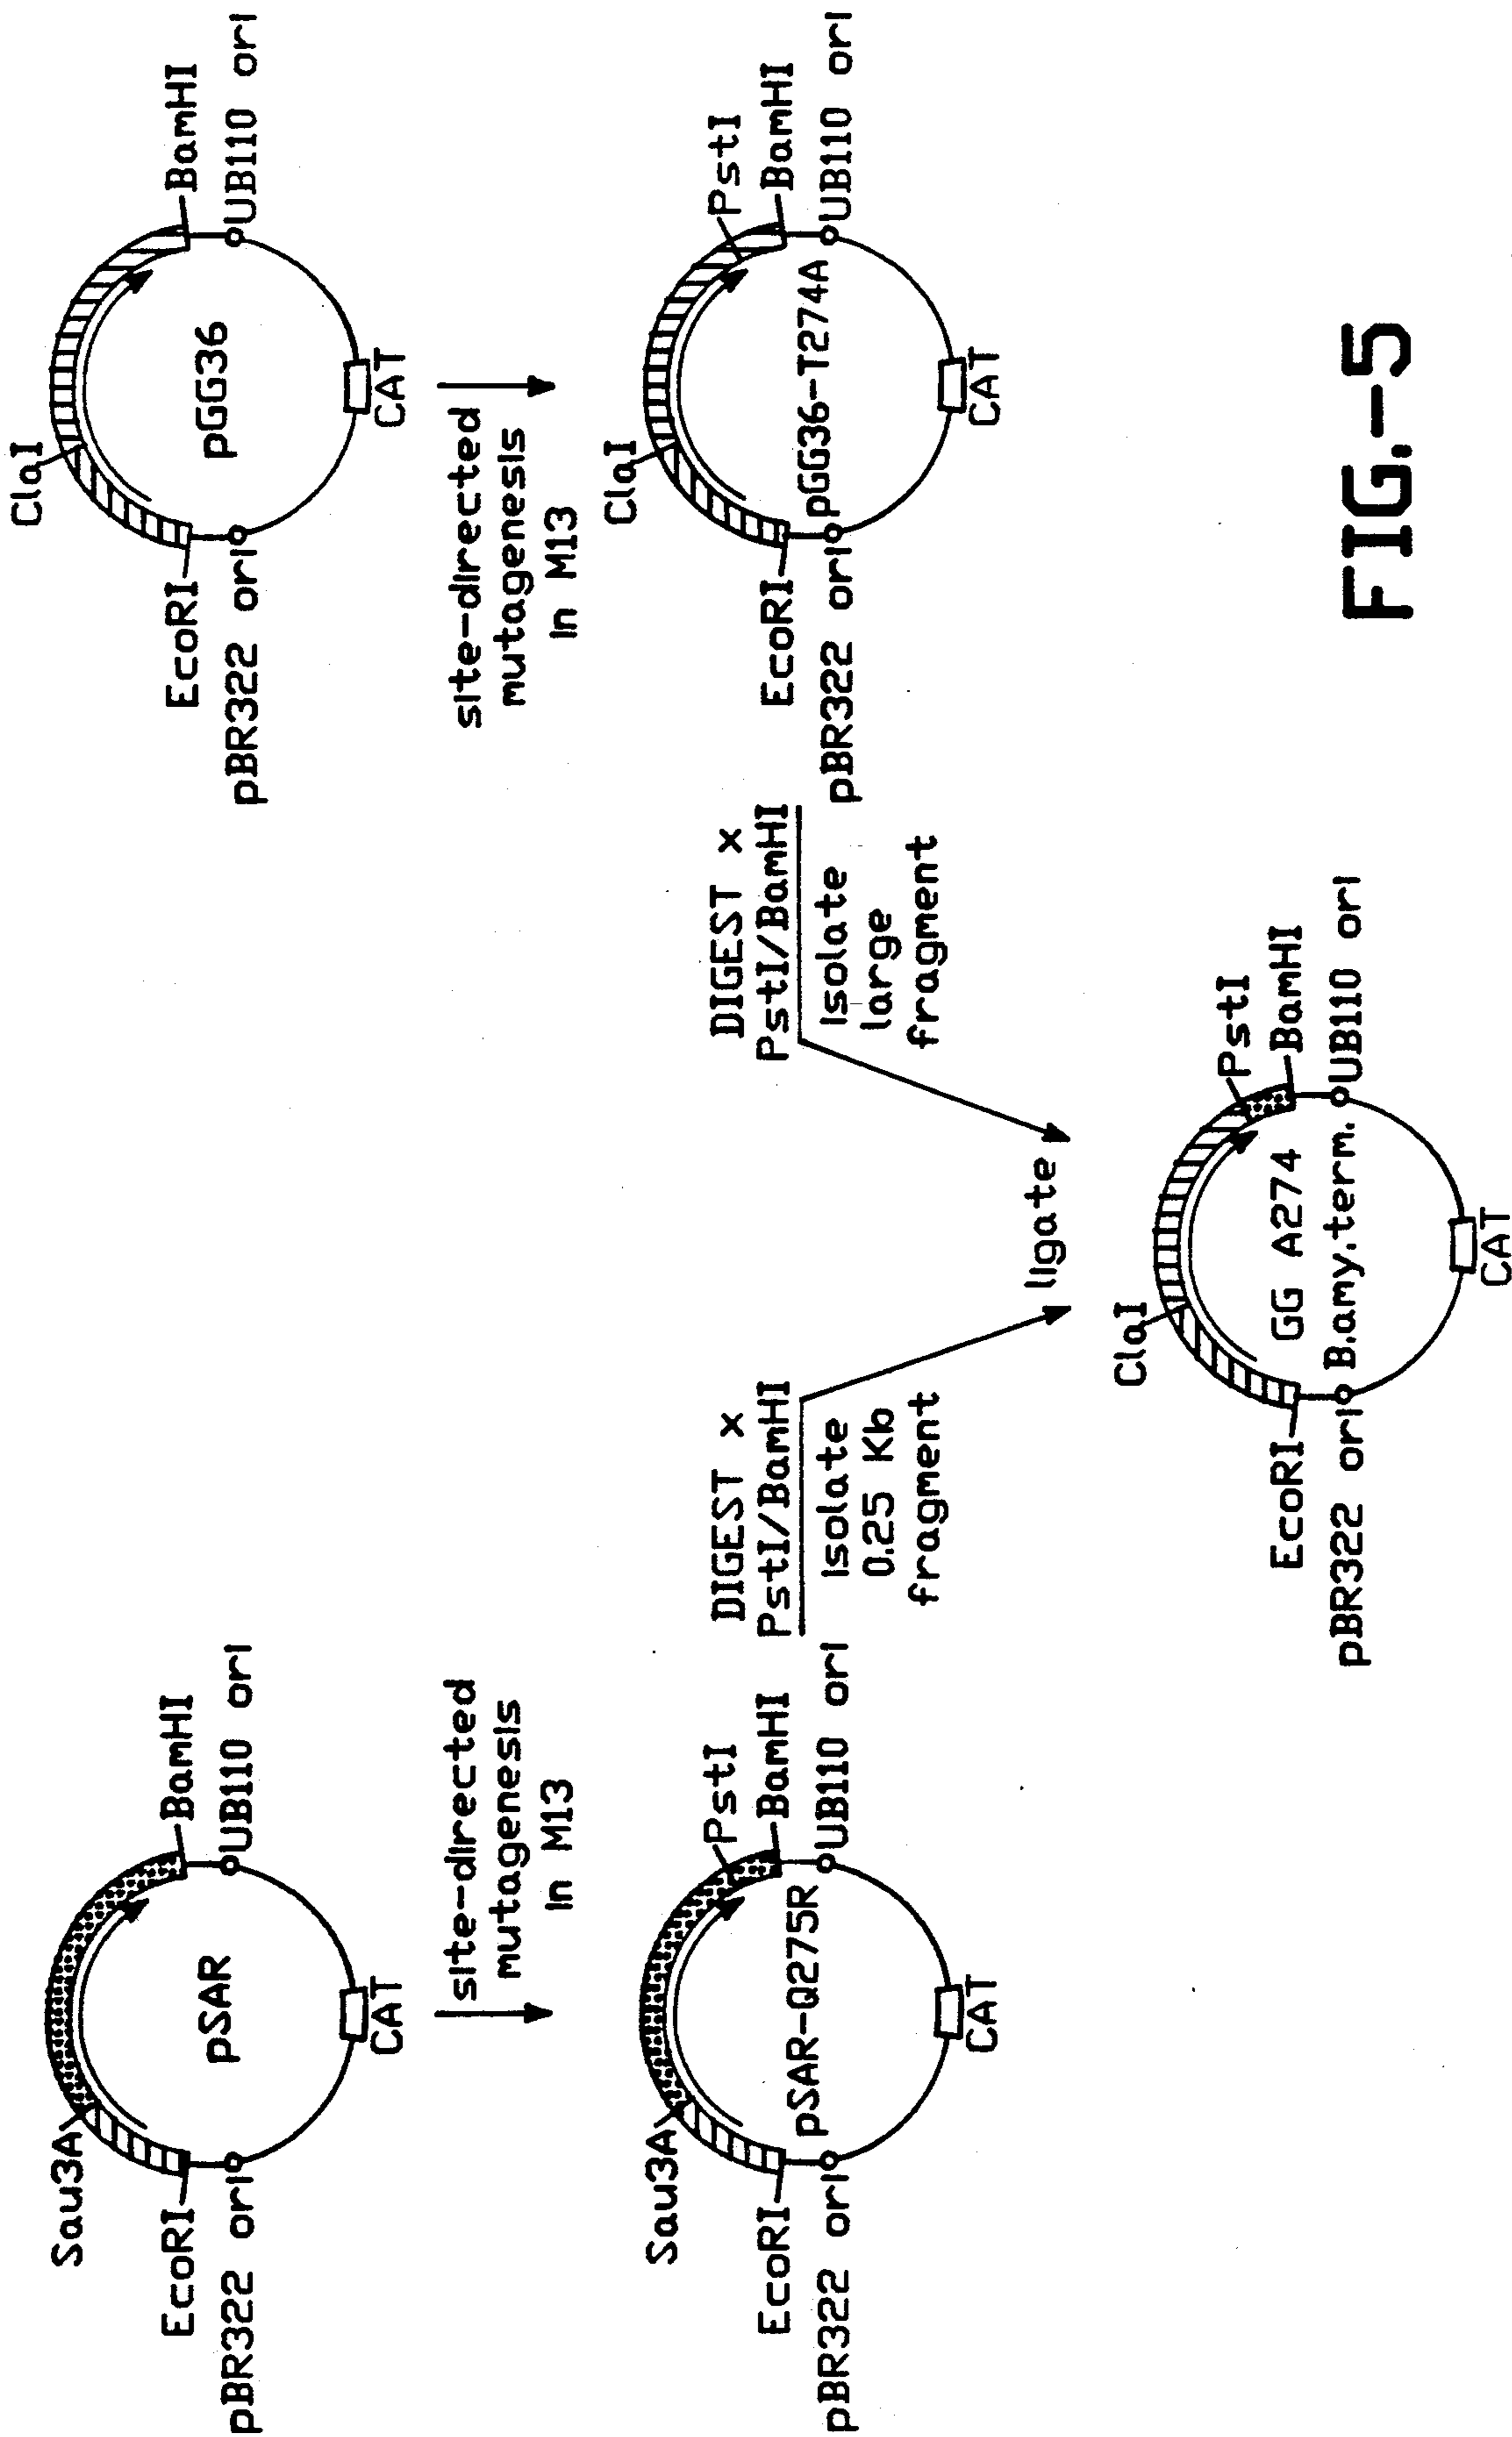 Sau3A
EcoRI
BamHI
pBR322 ori
UB110 ori
pSAR
CAT
site-directed
mutagenesis
in M13
Sau3A
PstI
EcoRI
BamHI
pBR322 ori
UB110 ori
pSAR-Q275R
CAT
DIGEST x
PstI/BamHI
isolate
0.25 Kb
fragment
ClaI
EcoRI
BamHI
pBR322 ori
UB110 ori
pGG36
CAT
site-directed
mutagenesis
in M13
ClaI
PstI
EcoRI
BamHI
pBR322 ori
UB110 ori
pGG36-T274A
CAT
DIGEST x
PstI/BamHI
isolate
large
fragment
ligate
ClaI
PstI
EcoRI
BamHI
GG A274
pBR322 ori
B.amy.term.
UB110 ori
CAT
FIG.-5